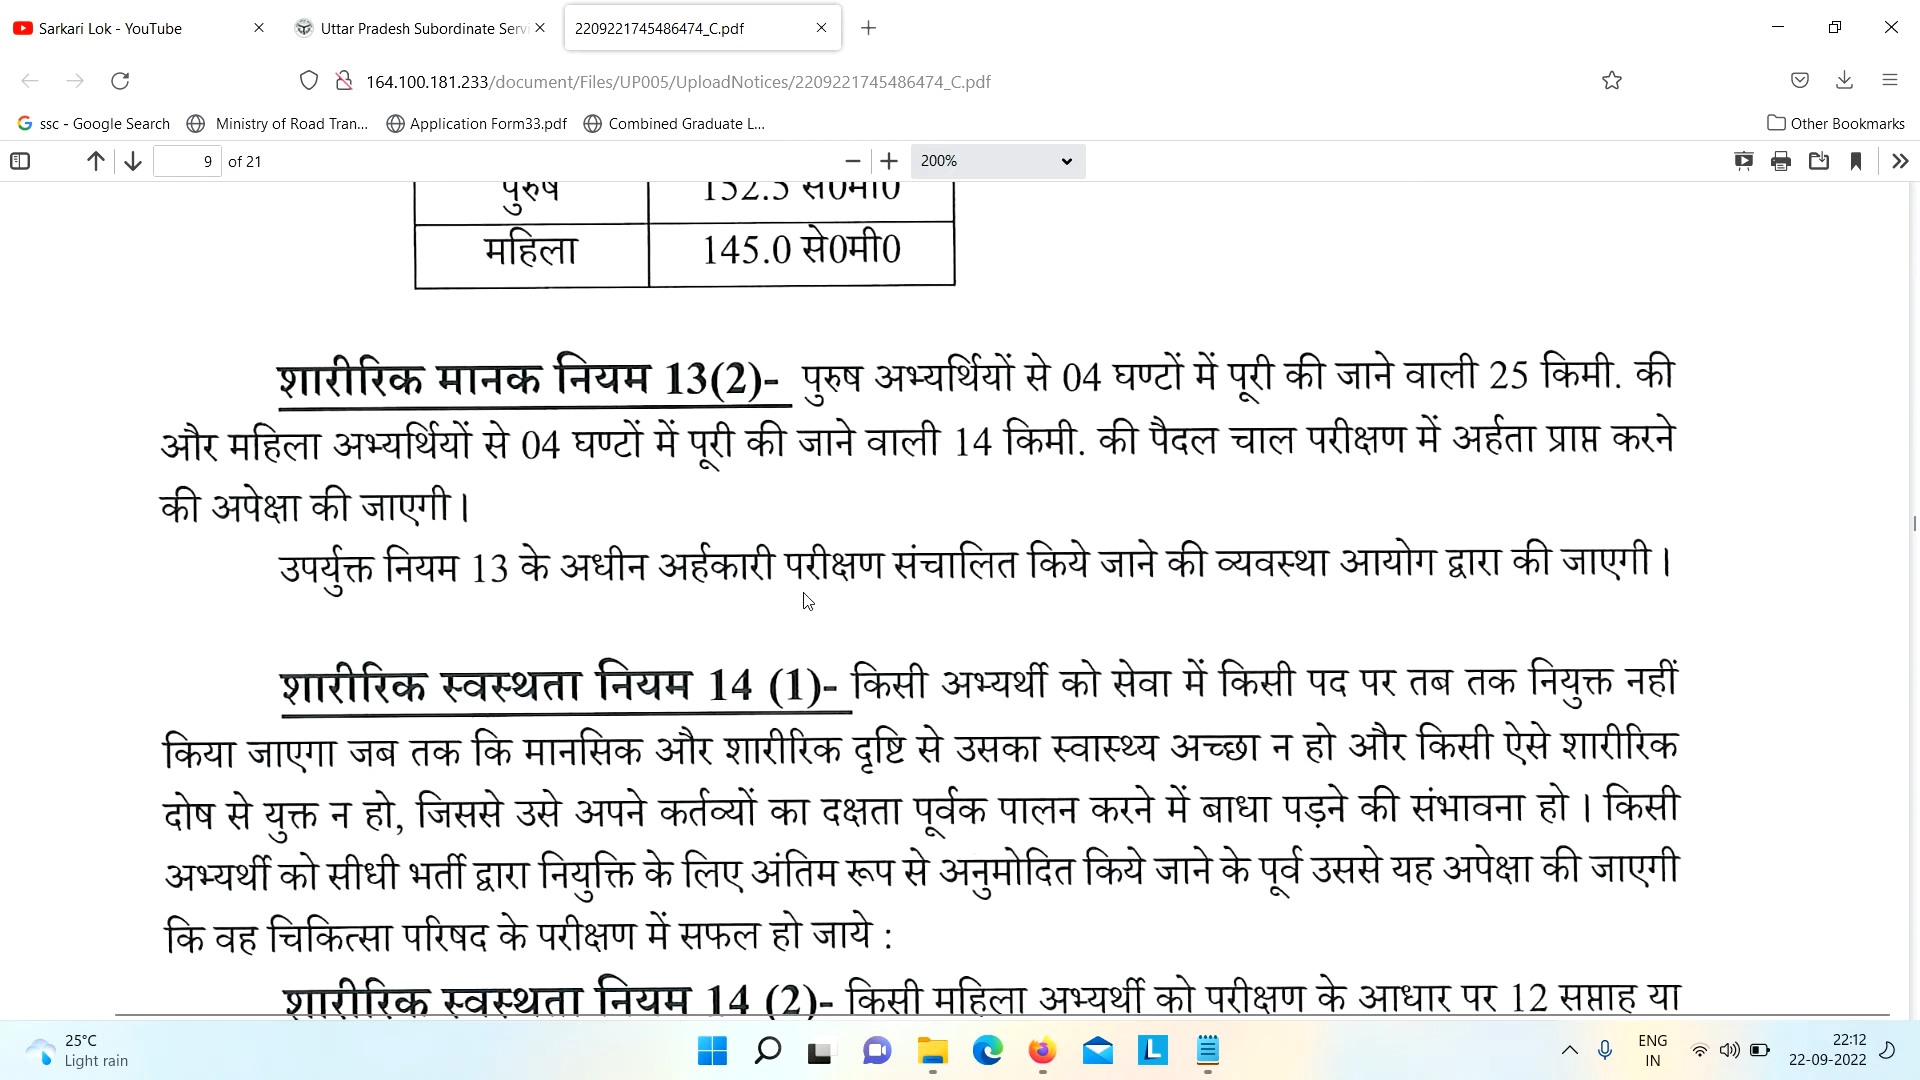 Sarkari Lok - YouTube
Uttar Pradesh Subordinate Servi
2209221745486474_C.pdf
164.100.181.233/document/Files/UP005/UploadNotices/2209221745486474_C.pdf
ssc - Google Search
Ministry of Road Tran...
Application Form33.pdf
Combined Graduate L...
Other Bookmarks
9 of 21
200%
पुरुष 152.5 से0मी0
महिला 145.0 से0मी0
शारीरिक मानक नियम 13(2)- पुरुष अभ्यर्थियों से 04 घण्टों में पूरी की जाने वाली 25 किमी. की
और महिला अभ्यर्थियों से 04 घण्टों में पूरी की जाने वाली 14 किमी. की पैदल चाल परीक्षण में अर्हता प्राप्त करने
की अपेक्षा की जाएगी।
उपर्युक्त नियम 13 के अधीन अर्हकारी परीक्षण संचालित किये जाने की व्यवस्था आयोग द्वारा की जाएगी।
शारीरिक स्वस्थता नियम 14 (1)- किसी अभ्यर्थी को सेवा में किसी पद पर तब तक नियुक्त नहीं
किया जाएगा जब तक कि मानसिक और शारीरिक दृष्टि से उसका स्वास्थ्य अच्छा न हो और किसी ऐसे शारीरिक
दोष से युक्त न हो, जिससे उसे अपने कर्तव्यों का दक्षता पूर्वक पालन करने में बाधा पड़ने की संभावना हो। किसी
अभ्यर्थी को सीधी भर्ती द्वारा नियुक्ति के लिए अंतिम रूप से अनुमोदित किये जाने के पूर्व उससे यह अपेक्षा की जाएगी
कि वह चिकित्सा परिषद के परीक्षण में सफल हो जाये :
शारीरिक स्वस्थता नियम 14 (2)- किसी महिला अभ्यर्थी को परीक्षण के आधार पर 12 सप्ताह या
25°C
Light rain
ENG
IN
22:12
22-09-2022